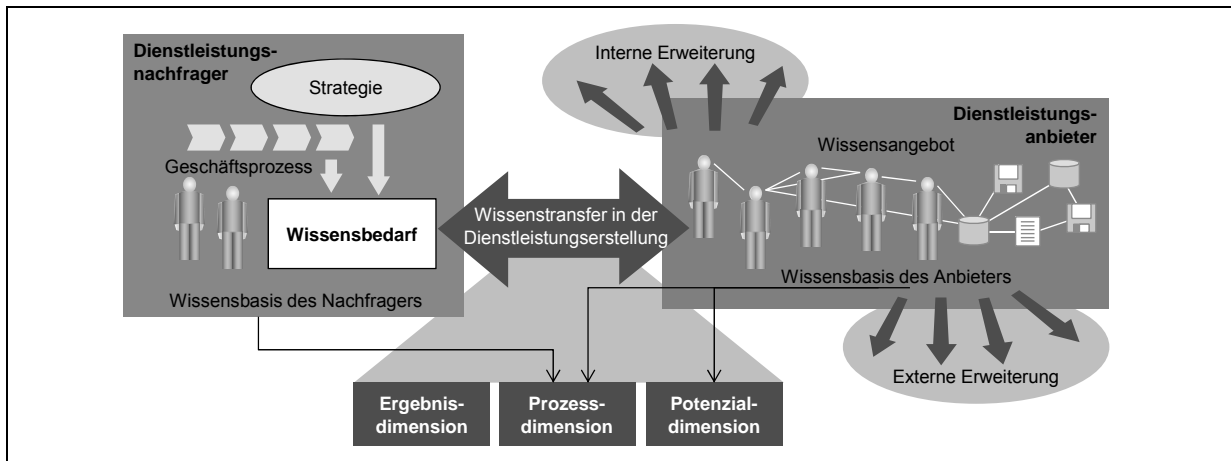 Dienstleistungs-
nachfrager
Strategie
Geschäftsprozess
Wissensbedarf
Wissensbasis des Nachfragers
Wissenstransfer in der
Dienstleistungserstellung
Interne Erweiterung
Dienstleistungs-
anbieter
Wissensangebot
Wissensbasis des Anbieters
Externe Erweiterung
Ergebnis-
dimension
Prozess-
dimension
Potenzial-
dimension